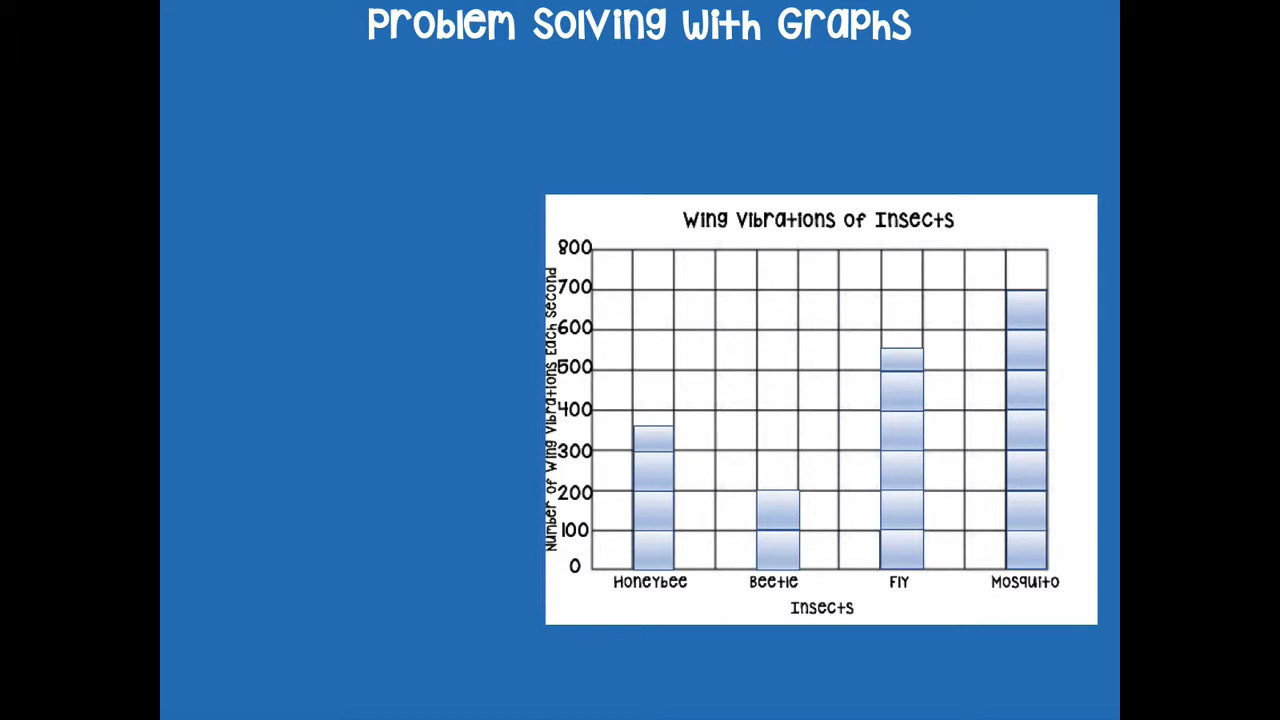 Problem Solving with Graphs
Wing Vibrations of Insects
Number of Wing Vibrations Each second
800
700
600
500
400
300
200
100
0
Honeybee Beetle Fly Mosquito
Insects